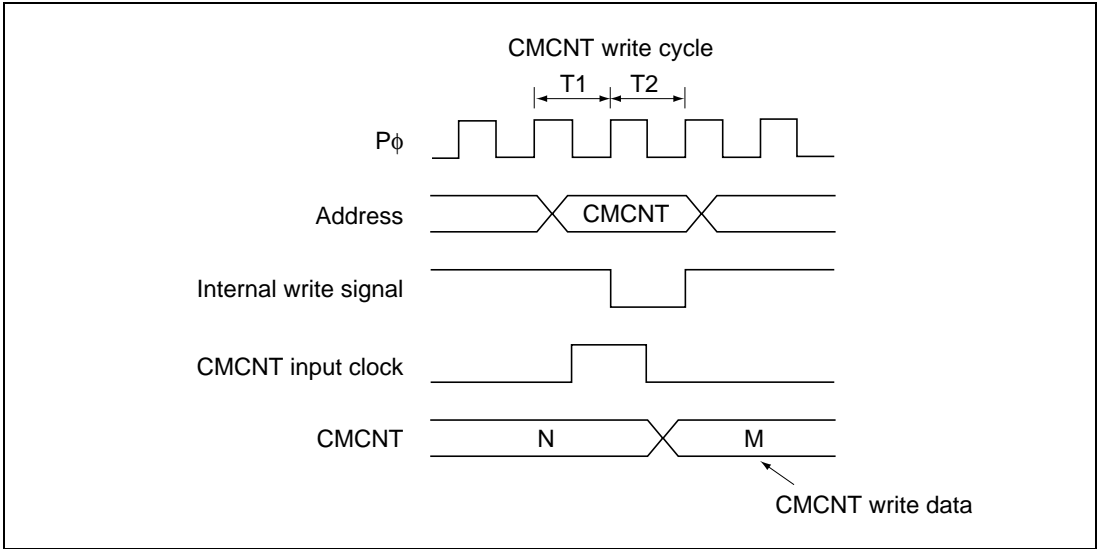 CMCNT write cycle
T1 T2
Pϕ
Address CMCNT
Internal write signal
CMCNT input clock
CMCNT N M
CMCNT write data